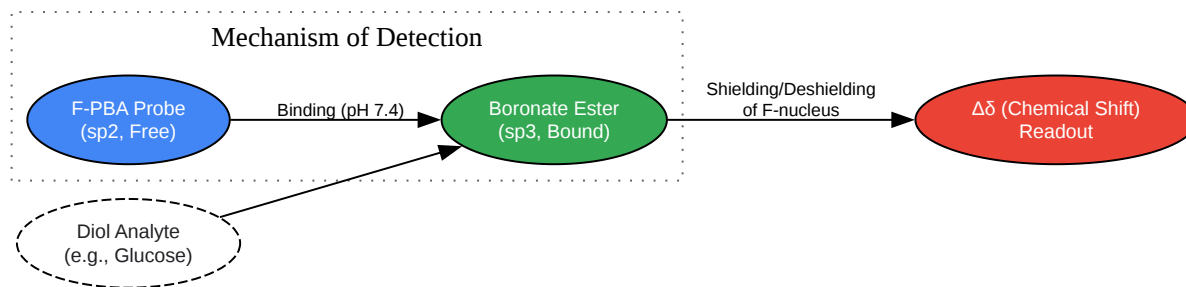 Mechanism of Detection
F-PBA Probe
(sp2, Free)
Binding (pH 7.4)
Boronate Ester
(sp3, Bound)
Shielding/Deshielding
of F-nucleus
Δδ (Chemical Shift)
Readout
Diol Analyte
(e.g., Glucose)